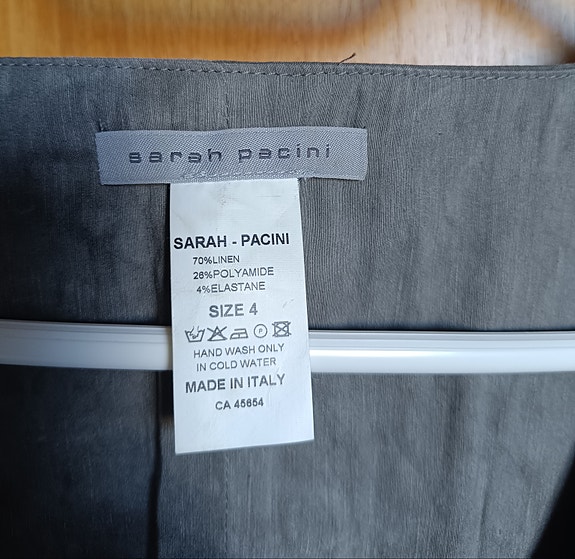 sarah pacini
SARAH - PACINI
70%LINEN
26%POLYAMIDE
4%ELASTANE
SIZE 4
P
HAND WASH ONLY
IN COLD WATER
MADE IN ITALY
CA 45654